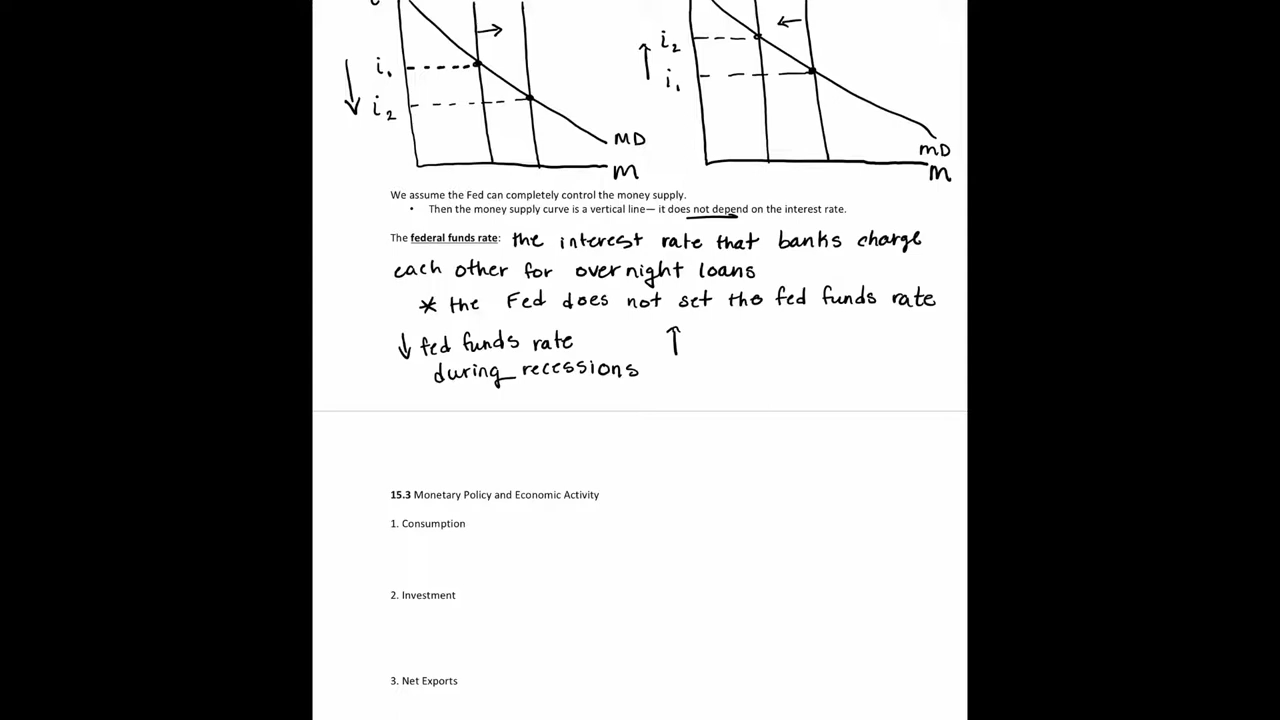 i₁
i₂
MD
M
i₂
i₁
MD
M
We assume the Fed can completely control the money supply.
• Then the money supply curve is a vertical line— it does not depend on the interest rate.
The federal funds rate: the interest rate that banks charge
each other for overnight loans
* the Fed does not set the fed funds rate
↓ fed funds rate ↑
during recessions
15.3 Monetary Policy and Economic Activity
1. Consumption
2. Investment
3. Net Exports